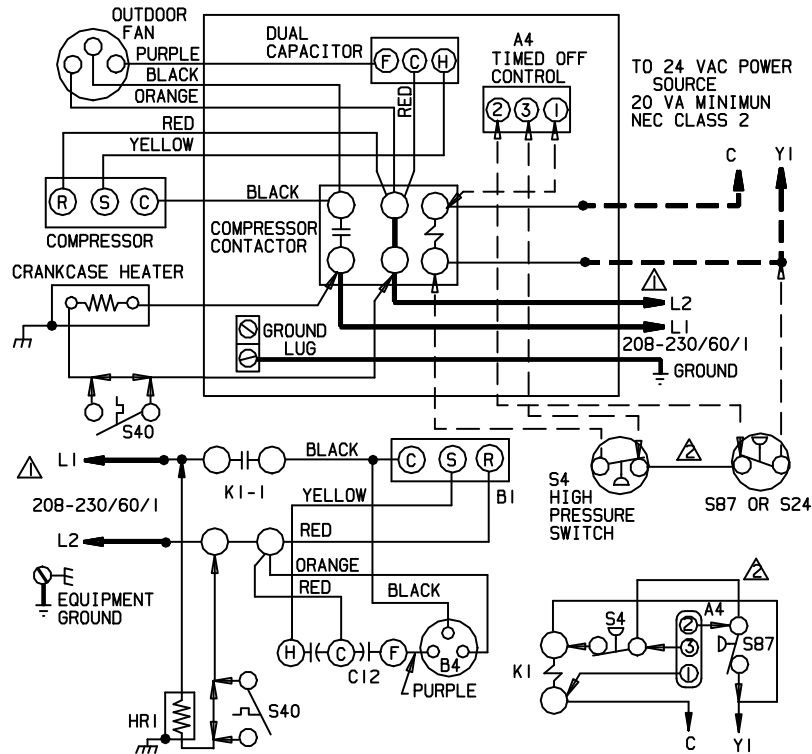 OUTDOOR
FAN
PURPLE
BLACK
ORANGE
DUAL
CAPACITOR
F C H
RED
A4
TIMED OFF
CONTROL
2 3 1
TO 24 VAC POWER
SOURCE
20 VA MINIMUN
NEC CLASS 2
C
Y1
RED
YELLOW
R S C
BLACK
COMPRESSOR
COMPRESSOR
CONTACTOR
CRANKCASE HEATER
1
L2
L1
208-230/60/1
GROUND
LUG
GROUND
S40
1
L1
BLACK
K1-1
C S R
B1
208-230/60/1
YELLOW
L2
RED
ORANGE
RED
BLACK
EQUIPMENT
GROUND
H C F
C12
B4
PURPLE
HR1
S40
S4
HIGH
PRESSURE
SWITCH
2
S87 OR S24
2
S4
A4
2
3
1
S87
K1
C
Y1